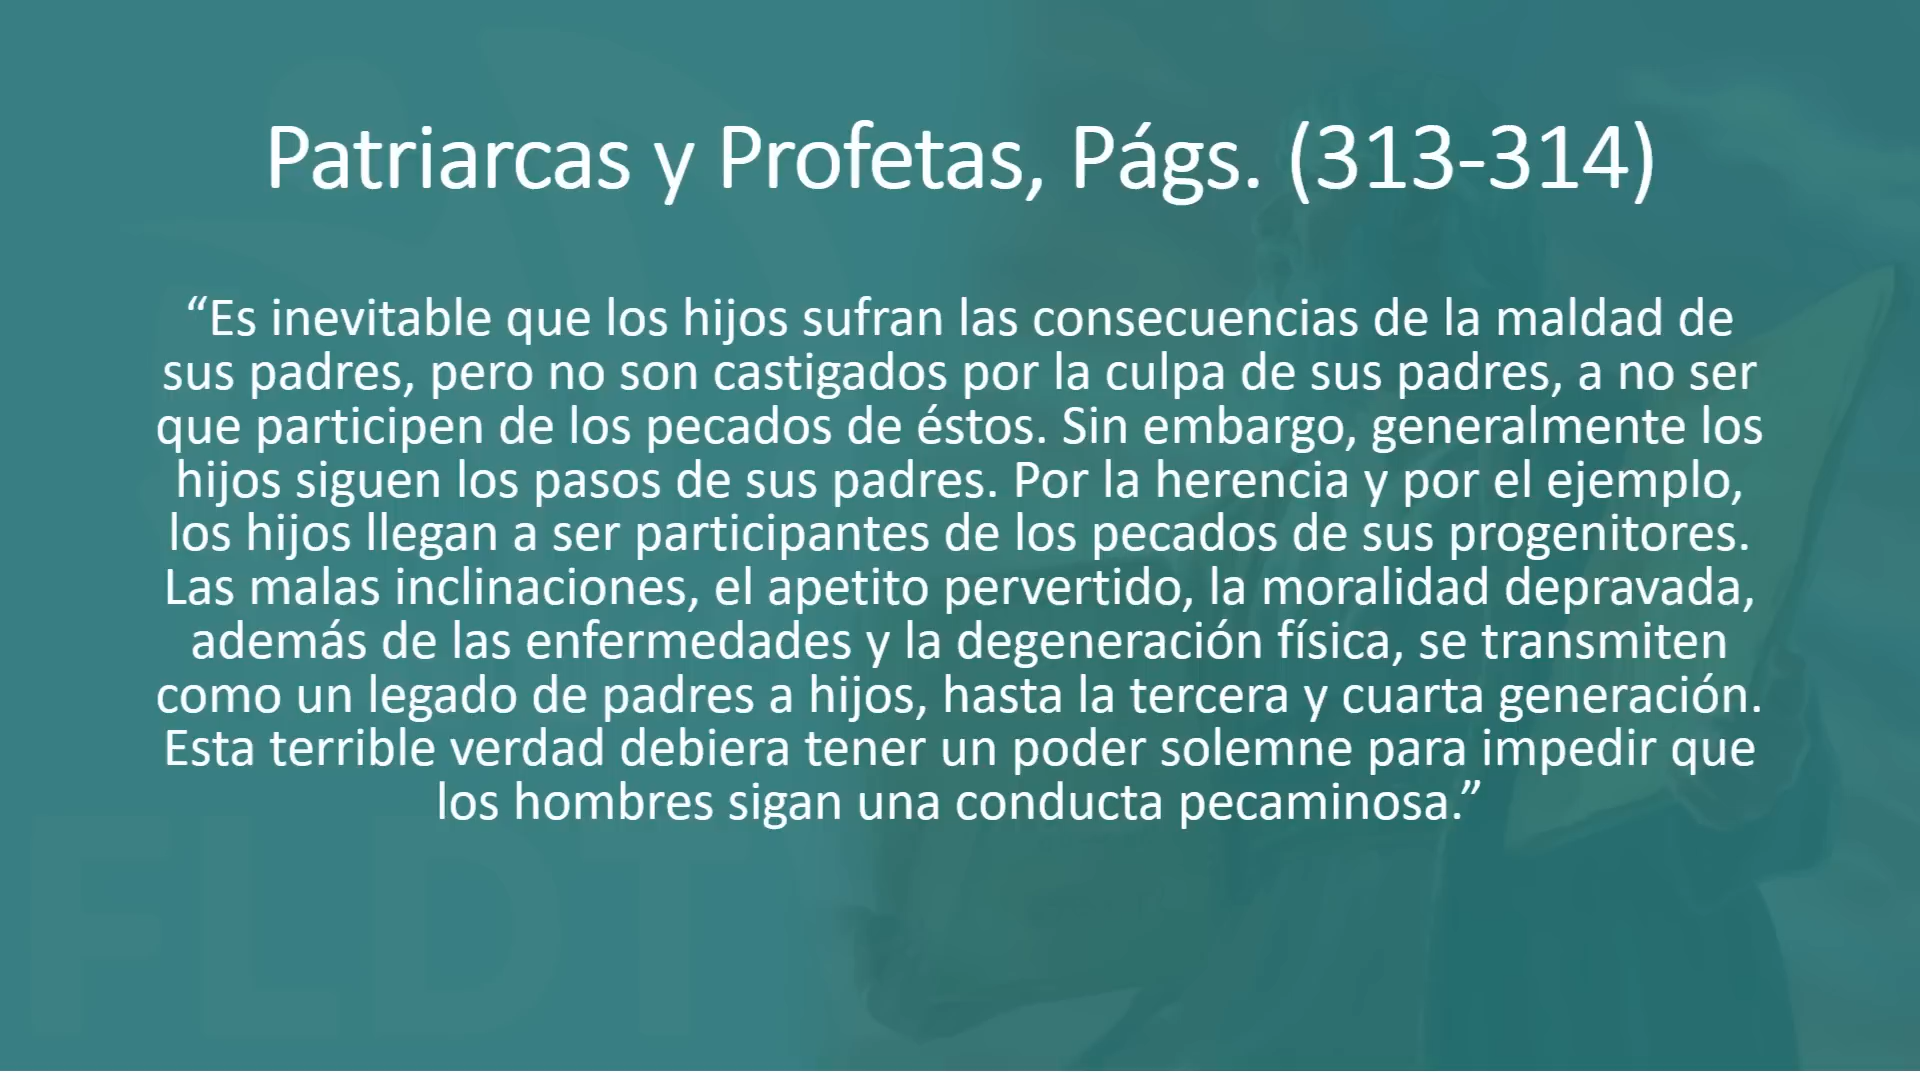 Patriarcas y Profetas, Págs. (313-314)
“Es inevitable que los hijos sufran las consecuencias de la maldad de
sus padres, pero no son castigados por la culpa de sus padres, a no ser
que participen de los pecados de éstos. Sin embargo, generalmente los
hijos siguen los pasos de sus padres. Por la herencia y por el ejemplo,
los hijos llegan a ser participantes de los pecados de sus progenitores.
Las malas inclinaciones, el apetito pervertido, la moralidad depravada,
además de las enfermedades y la degeneración física, se transmiten
como un legado de padres a hijos, hasta la tercera y cuarta generación.
Esta terrible verdad debiera tener un poder solemne para impedir que
los hombres sigan una conducta pecaminosa.”
FLDT